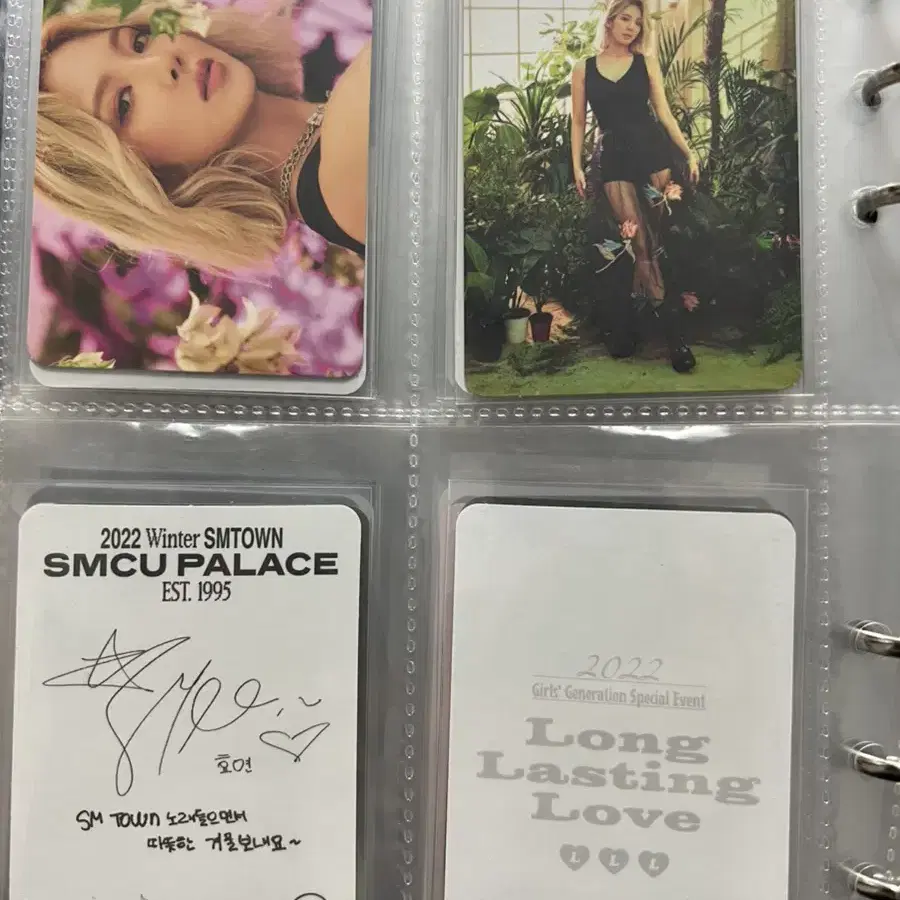 2022 Winter SMTOWN
SMCU PALACE
EST. 1995
효연
SM TOWN 노래들으면서
따뜻한 겨울보내요~
2022
Girls' Generation Special Event
Long
Lasting
Love
L L L